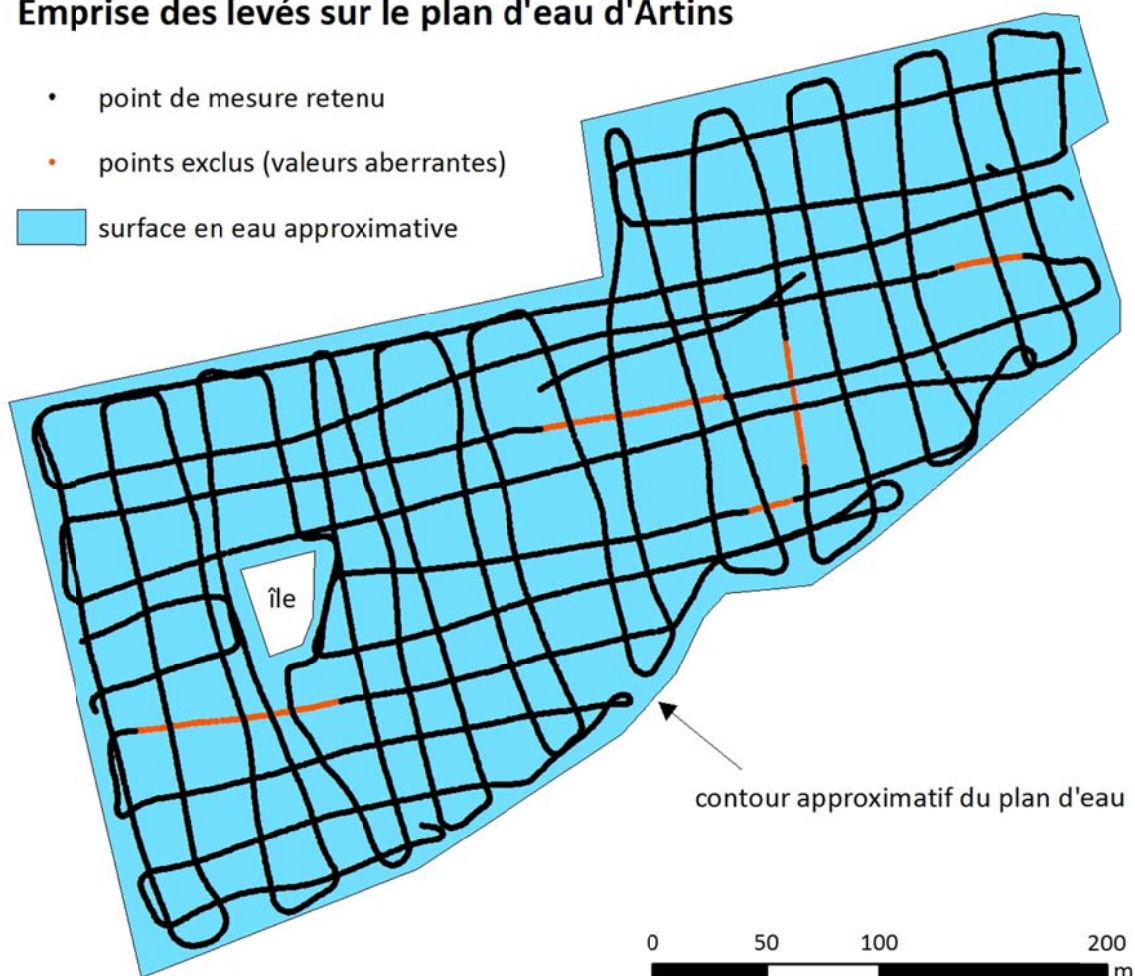 Emprise des levés sur le plan d'eau d'Artins
point de mesure retenu
points exclus (valeurs aberrantes)
surface en eau approximative
île
contour approximatif du plan d'eau
0 50 100 200
m